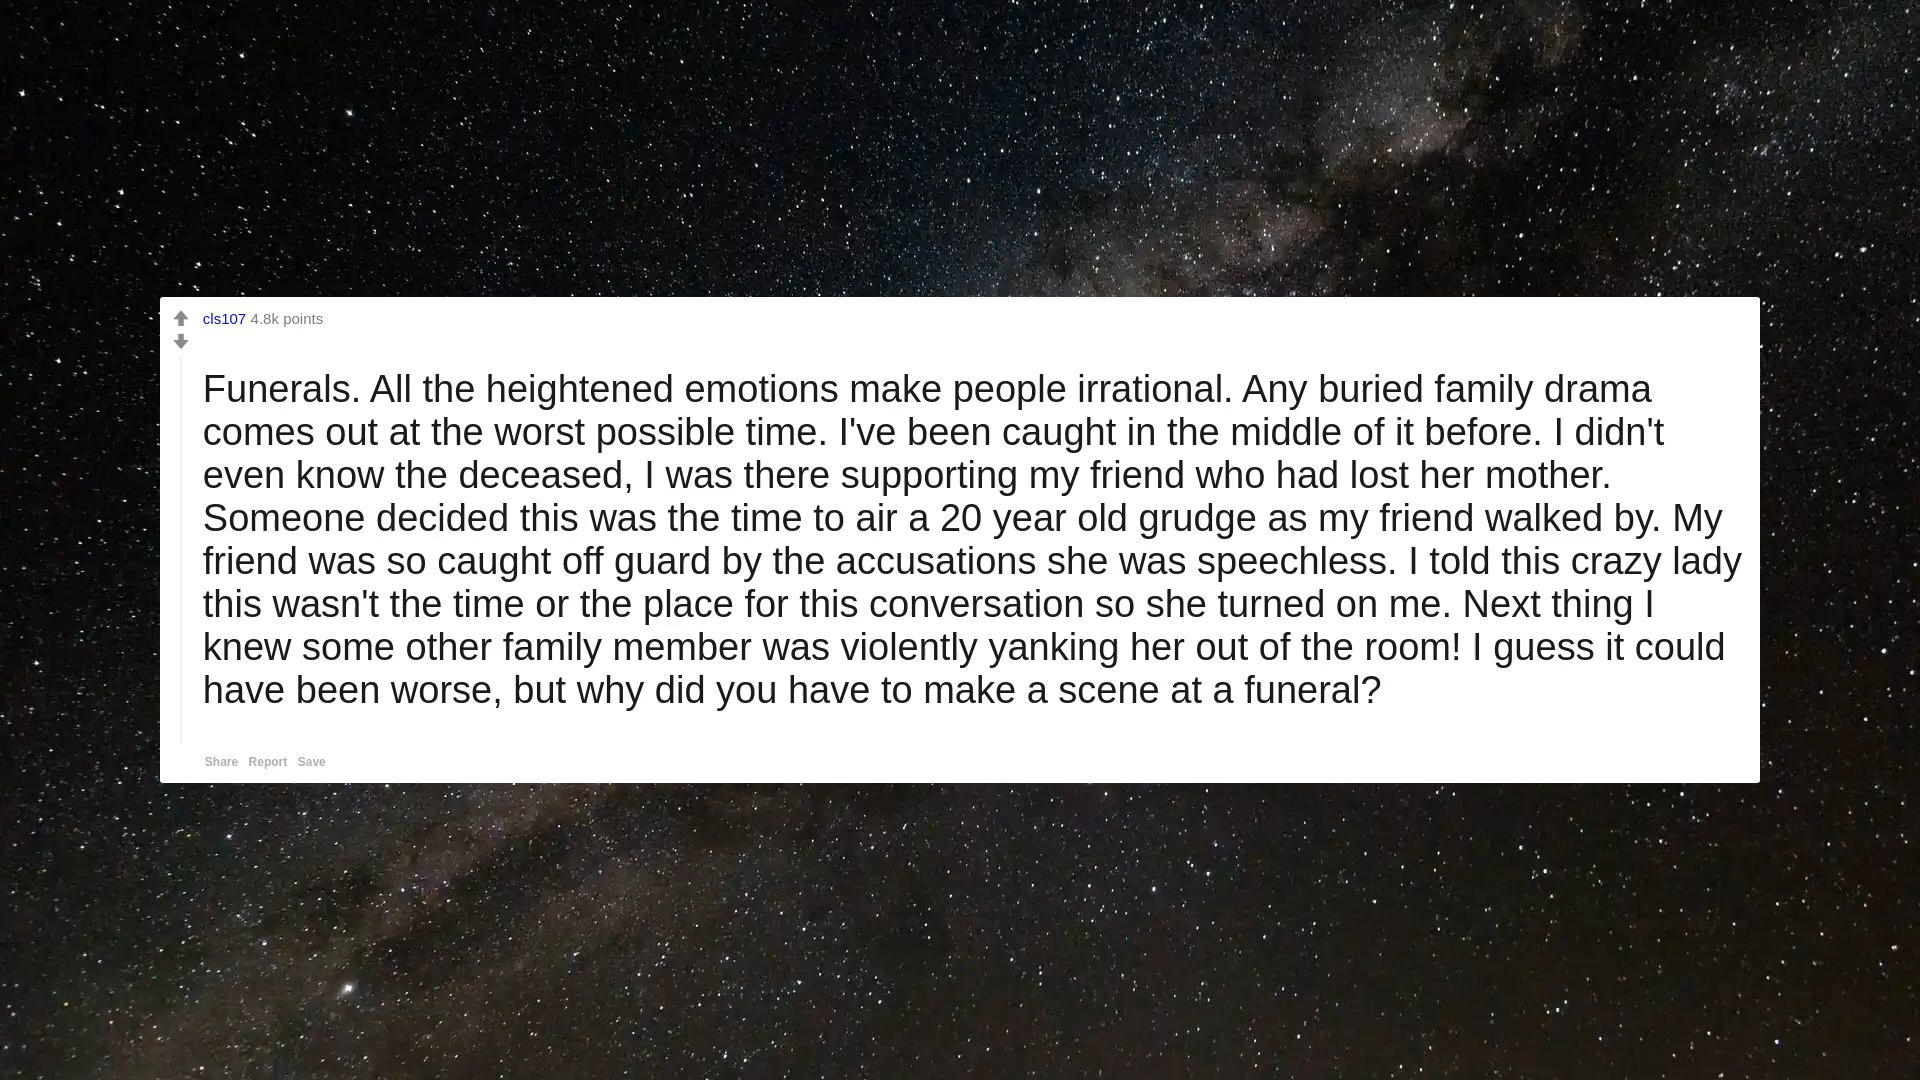 cls107 4.8k points
Funerals. All the heightened emotions make people irrational. Any buried family drama
comes out at the worst possible time. I've been caught in the middle of it before. I didn't
even know the deceased, I was there supporting my friend who had lost her mother.
Someone decided this was the time to air a 20 year old grudge as my friend walked by. My
friend was so caught off guard by the accusations she was speechless. I told this crazy lady
this wasn't the time or the place for this conversation so she turned on me. Next thing I
knew some other family member was violently yanking her out of the room! I guess it could
have been worse, but why did you have to make a scene at a funeral?
Share Report Save